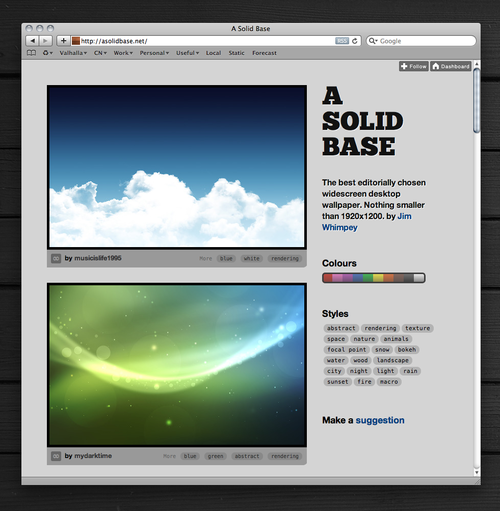 A Solid Base
http://asolidbase.net/
RSS
Google
Valhalla
CN
Work
Personal
Useful
Local
Static
Forecast
Follow
Dashboard
A
SOLID
BASE
The best editorially chosen
widescreen desktop
wallpaper. Nothing smaller
than 1920x1200. by Jim
Whimpey
by musicislife1995
More blue white rendering
Colours
Styles
abstract rendering texture
space nature animals
focal point snow bokeh
water wood landscape
city night light rain
sunset fire macro
Make a suggestion
by mydarktime
More blue green abstract rendering